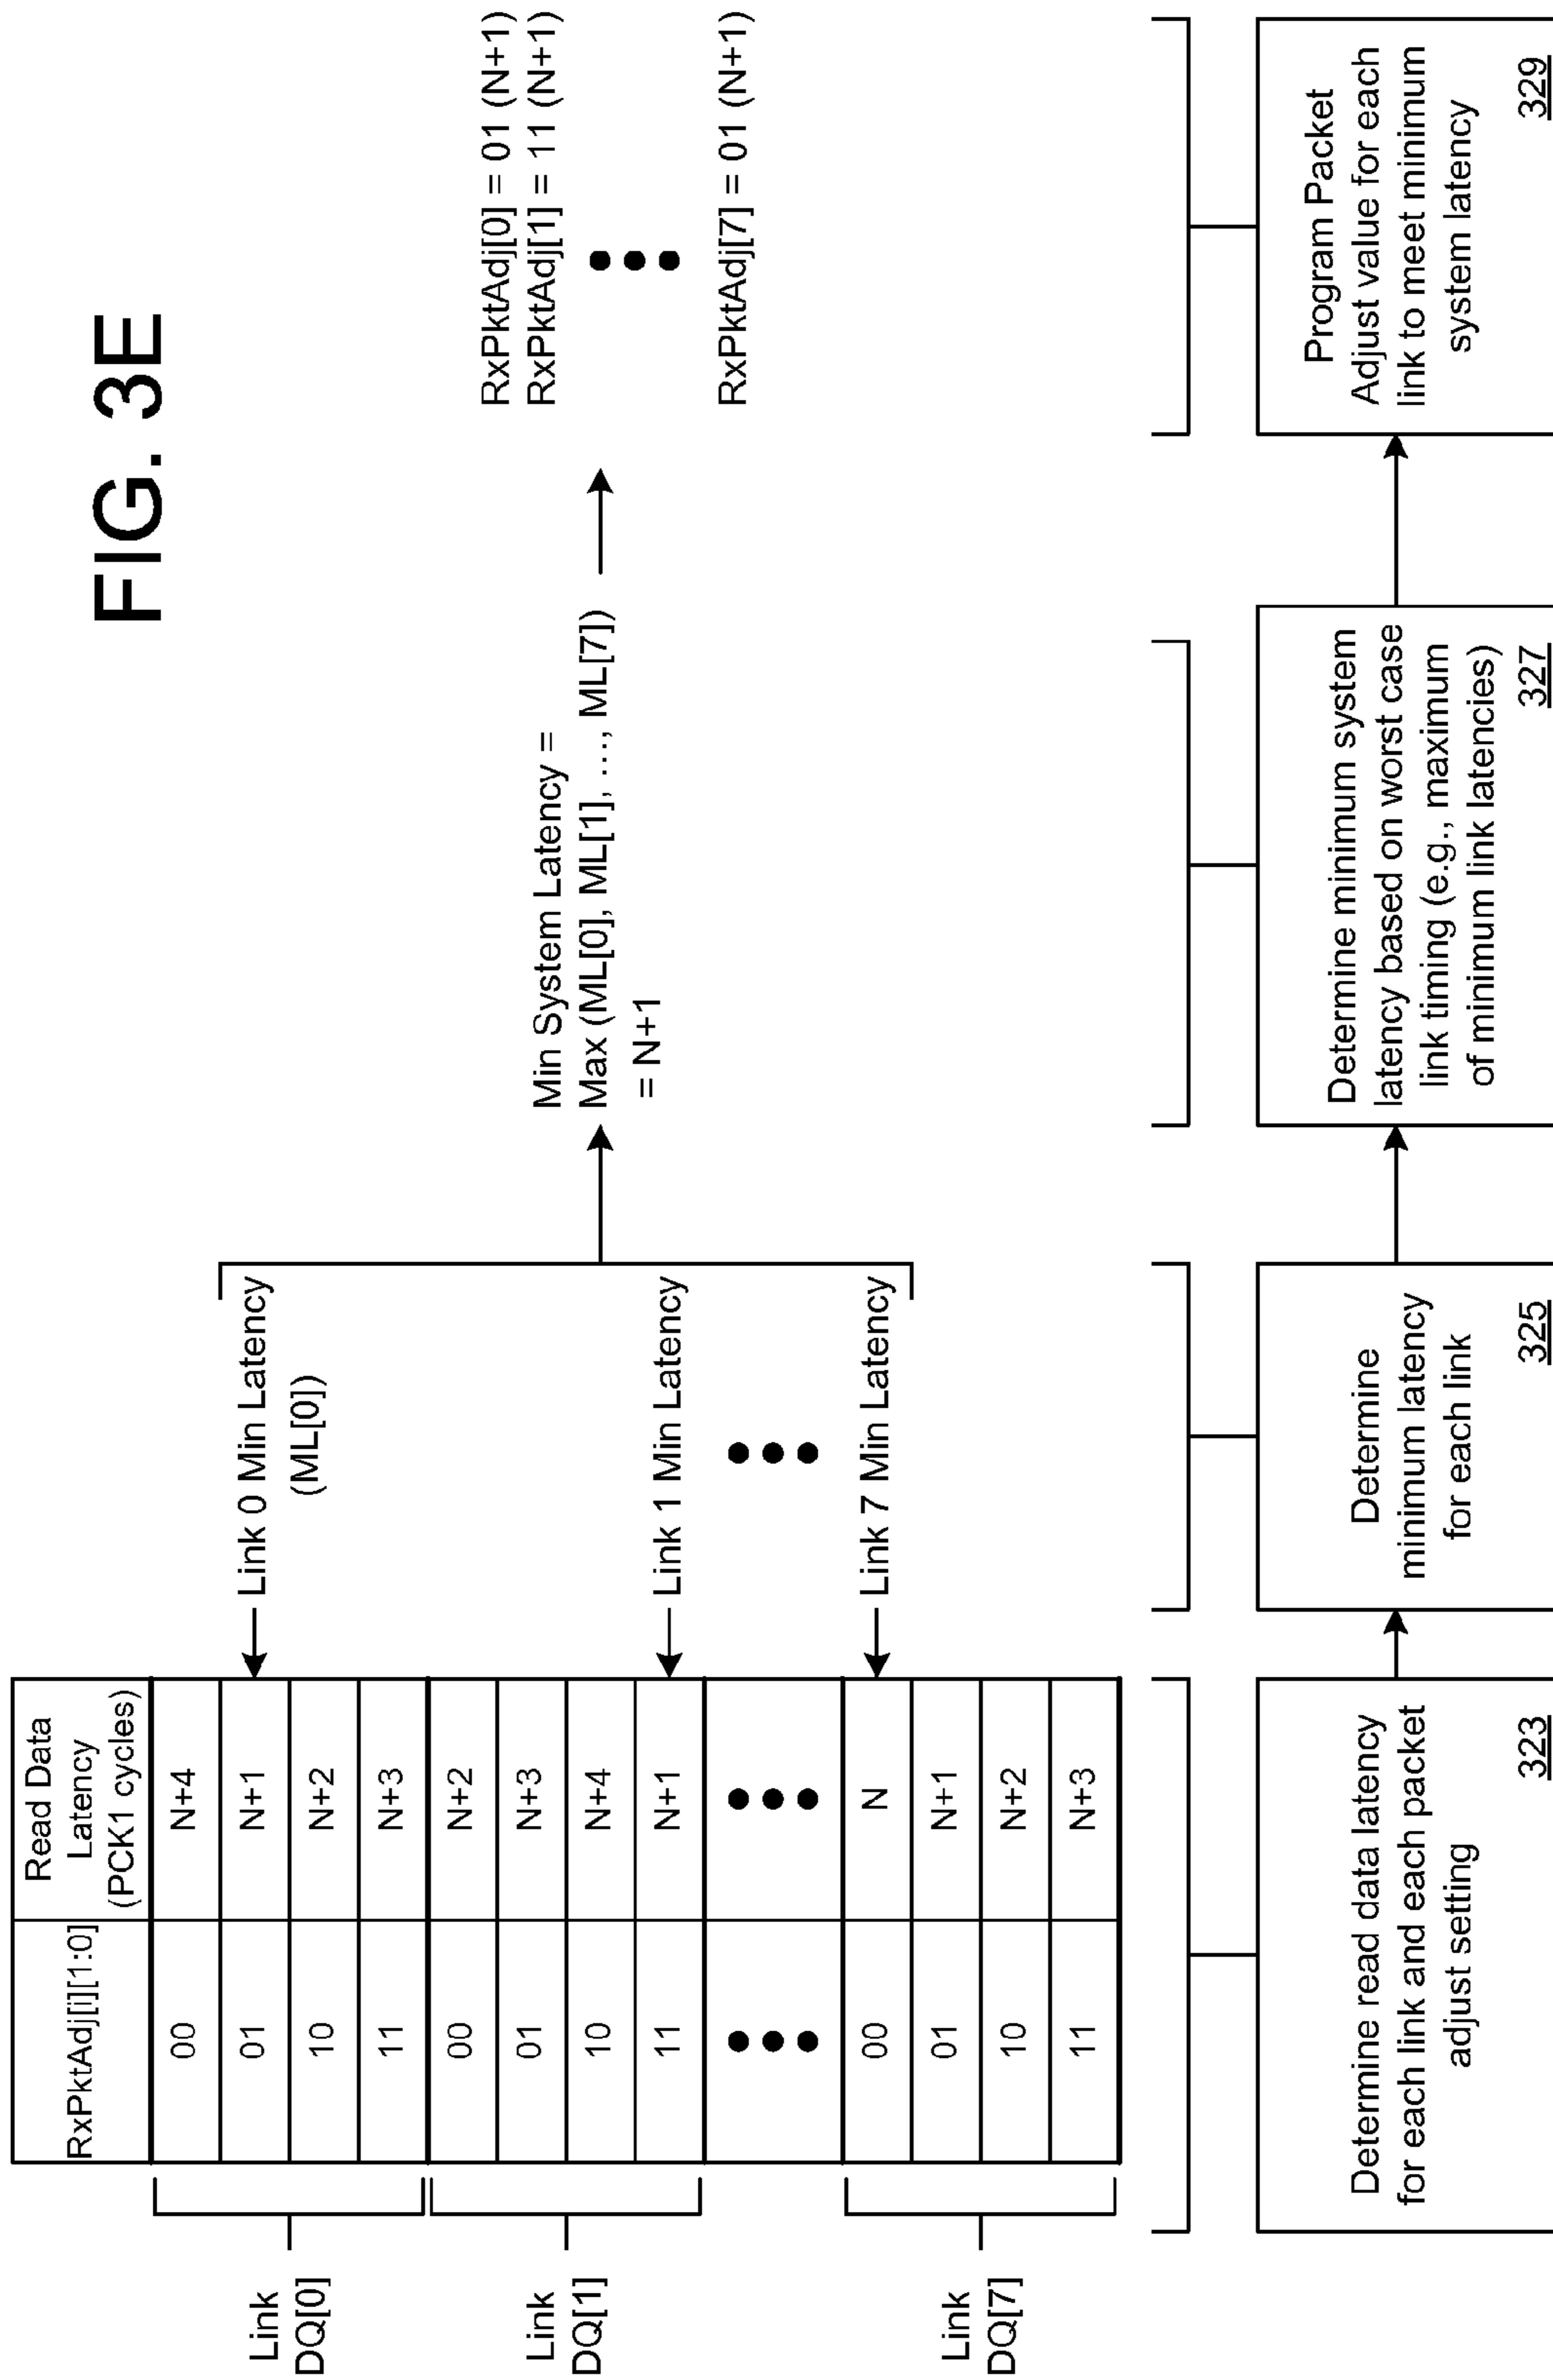 FIG. 3E
RxPktAdj[i][1:0]
Read Data
Latency
(PCK1 cycles)
Link
DQ[0]
00 N+4
01 N+1
10 N+2
11 N+3
Link 0 Min Latency
(ML[0])
Link
DQ[1]
00 N+2
01 N+3
10 N+4
11 N+1
Link 1 Min Latency
Link
DQ[7]
00 N
01 N+1
10 N+2
11 N+3
Link 7 Min Latency
Min System Latency =
Max (ML[0], ML[1], ..., ML[7])
= N+1
RxPktAdj[0] = 01 (N+1)
RxPktAdj[1] = 11 (N+1)
RxPktAdj[7] = 01 (N+1)
Determine read data latency
for each link and each packet
adjust setting
323
Determine
minimum latency
for each link
325
Determine minimum system
latency based on worst case
link timing (e.g., maximum
of minimum link latencies)
327
Program Packet
Adjust value for each
link to meet minimum
system latency
329